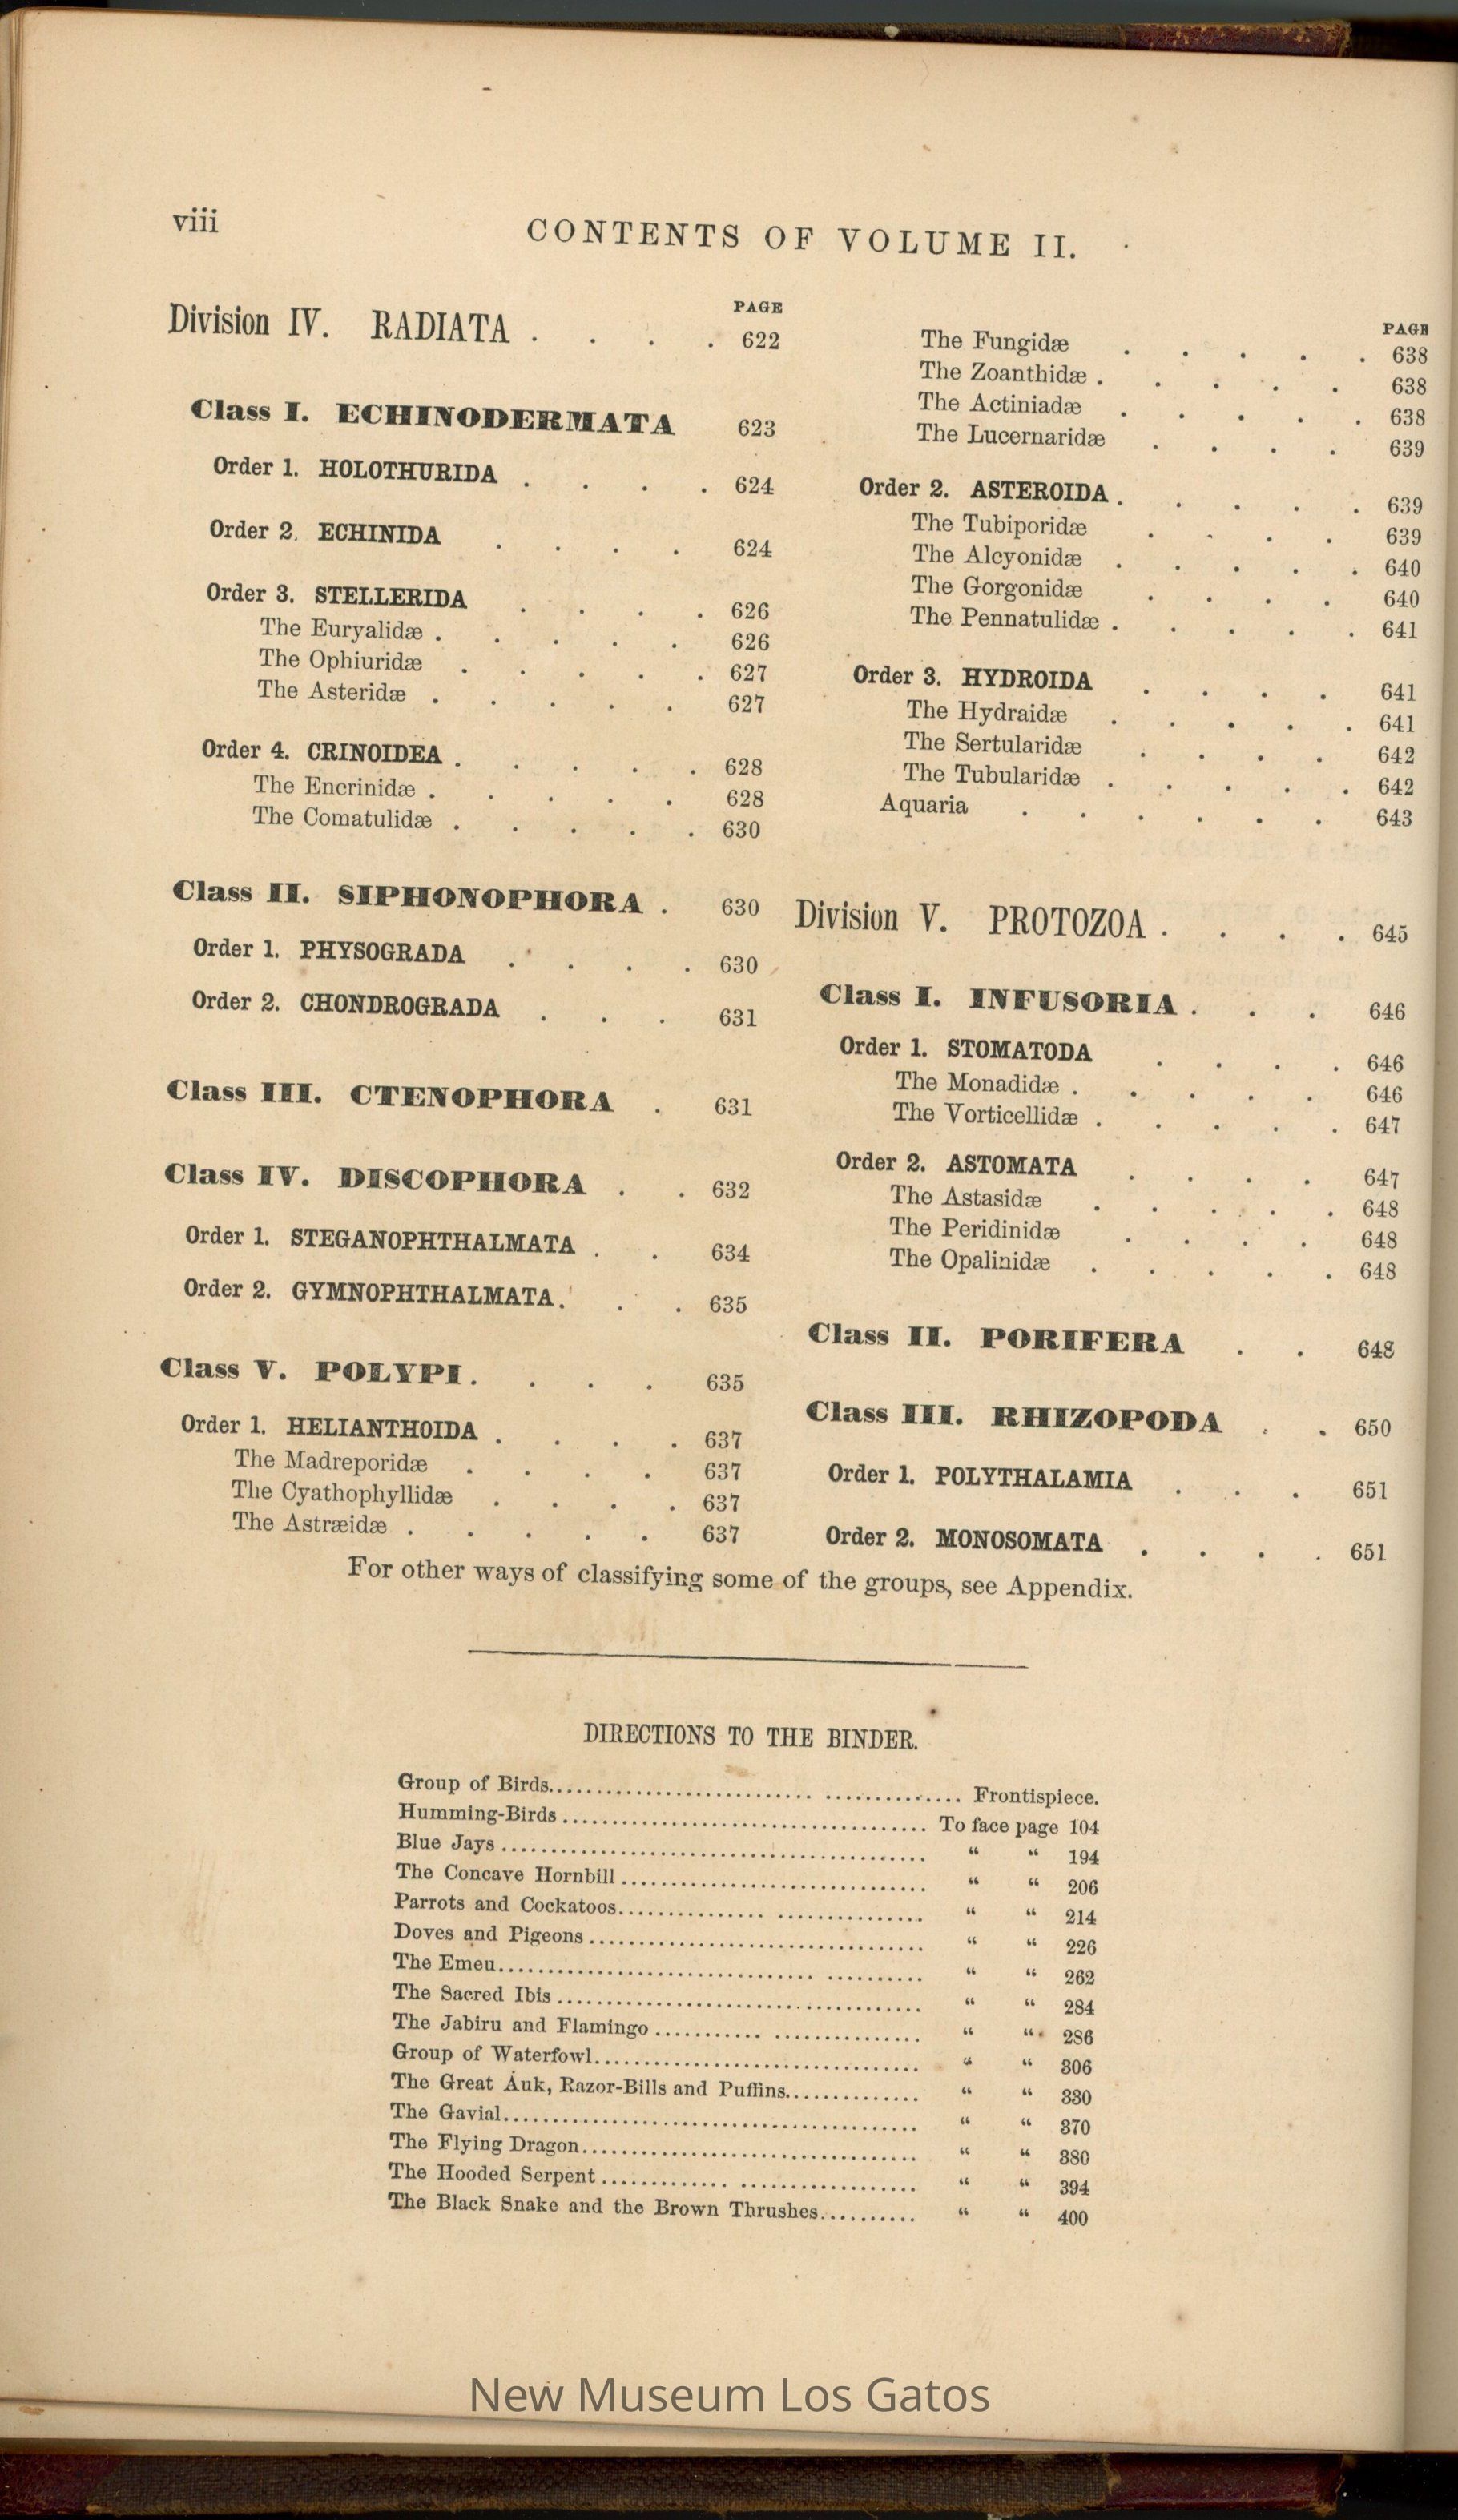 viii
CONTENTS OF VOLUME II.
PAGE
Division IV. RADIATA . . . . 622
Class I. ECHINODERMATA 623
Order 1. HOLOTHURIDA . . . . 624
Order 2. ECHINIDA . . . . 624
Order 3. STELLERIDA . . . . 626
The Euryalidæ . . . . . 626
The Ophiuridæ . . . . . 627
The Asteridæ . . . . . 627
Order 4. CRINOIDEA . . . . . 628
The Encrinidæ . . . . . 628
The Comatulidæ . . . . . 630
Class II. SIPHONOPHORA . 630
Order 1. PHYSOGRADA . . . . 630
Order 2. CHONDROGRADA . . . 631
Class III. CTENOPHORA . 631
Class IV. DISCOPHORA . . 632
Order 1. STEGANOPHTHALMATA . . 634
Order 2. GYMNOPHTHALMATA . . . 635
Class V. POLYPI . . . . 635
Order 1. HELIANTHOIDA . . . . 637
The Madreporidæ . . . . 637
The Cyathophyllidæ . . . . 637
The Astræidæ . . . . . 637
PAGE
The Fungidæ . . . . . 638
The Zoanthidæ . . . . . 638
The Actiniadæ . . . . . 638
The Lucernaridæ . . . . 639
Order 2. ASTEROIDA . . . . . 639
The Tubiporidæ . . . . 639
The Alcyonidæ . . . . . 640
The Gorgonidæ . . . . 640
The Pennatulidæ . . . . . 641
Order 3. HYDROIDA . . . . 641
The Hydraidæ . . . . . 641
The Sertularidæ . . . . 642
The Tubularidæ . . . . . 642
Aquaria . . . . . . 643
Division V. PROTOZOA . . . . 645
Class I. INFUSORIA . . . 646
Order 1. STOMATODA . . . . 646
The Monadidæ . . . . . 646
The Vorticellidæ . . . . . 647
Order 2. ASTOMATA . . . . 647
The Astasidæ . . . . . 648
The Peridinidæ . . . . 648
The Opalinidæ . . . . . 648
Class II. PORIFERA . . 648
Class III. RHIZOPODA . . 650
Order 1. POLYTHALAMIA . . . 651
Order 2. MONOSOMATA . . . . 651
For other ways of classifying some of the groups, see Appendix.
DIRECTIONS TO THE BINDER.
Group of Birds.......... Frontispiece.
Humming-Birds .......... To face page 104
Blue Jays .......... “ “ 194
The Concave Hornbill .......... “ “ 206
Parrots and Cockatoos.......... “ “ 214
Doves and Pigeons .......... “ “ 226
The Emeu.......... “ “ 262
The Sacred Ibis .......... “ “ 284
The Jabiru and Flamingo .......... “ “ 286
Group of Waterfowl.......... “ “ 306
The Great Auk, Razor-Bills and Puffins.......... “ “ 330
The Gavial.......... “ “ 370
The Flying Dragon.......... “ “ 380
The Hooded Serpent .......... “ “ 394
The Black Snake and the Brown Thrushes.......... “ “ 400
New Museum Los Gatos